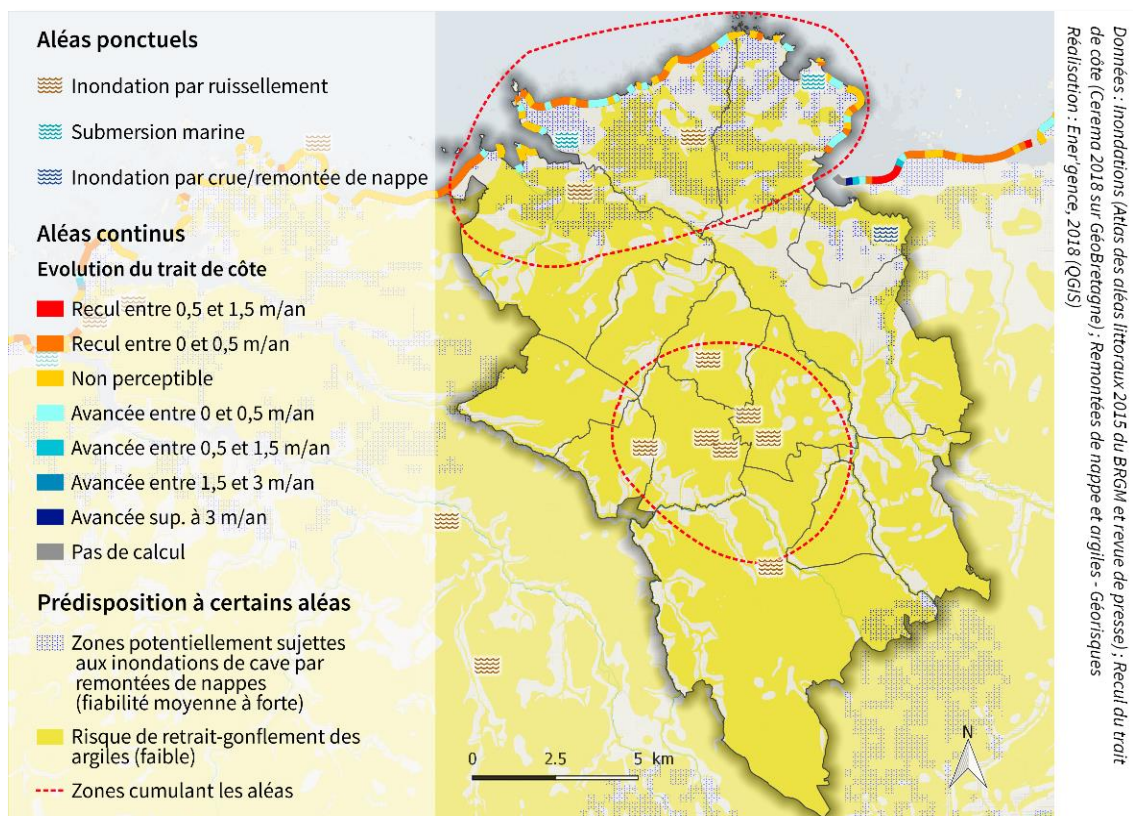 Aléas ponctuels
Inondation par ruissellement
Submersion marine
Inondation par crue/remontée de nappe
Aléas continus
Evolution du trait de côte
Recul entre 0,5 et 1,5 m/an
Recul entre 0 et 0,5 m/an
Non perceptible
Avancée entre 0 et 0,5 m/an
Avancée entre 0,5 et 1,5 m/an
Avancée entre 1,5 et 3 m/an
Avancée sup. à 3 m/an
Pas de calcul
Prédisposition à certains aléas
Zones potentiellement sujettes
aux inondations de cave par
remontées de nappes
(fiabilité moyenne à forte)
Risque de retrait-gonflement des
argiles (faible)
Zones cumulant les aléas
0 2.5 5 km
N
Données : Inondations (Atlas des aléas littoraux 2015 du BRGM et revue de presse) ; Recul du trait
de côte (Cerema 2018 sur GéoBretagne) ; Remontées de nappe et argiles - Géorisques
Réalisation : Ener'gence, 2018 (QGIS)